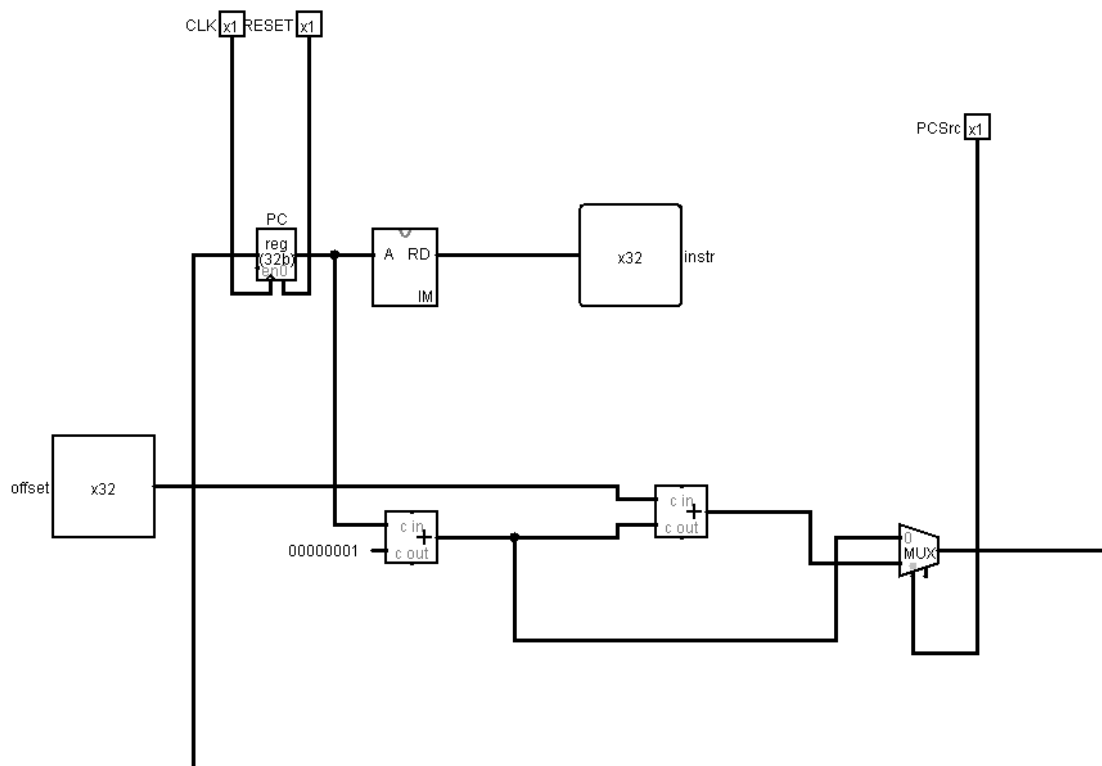 CLK x1 RESET x1
PCSrc x1
PC
reg
(32b)
en0
A RD
IM
x32 instr
offset x32
c in
+
c out
c in
+
c out
00000001
0
MUX